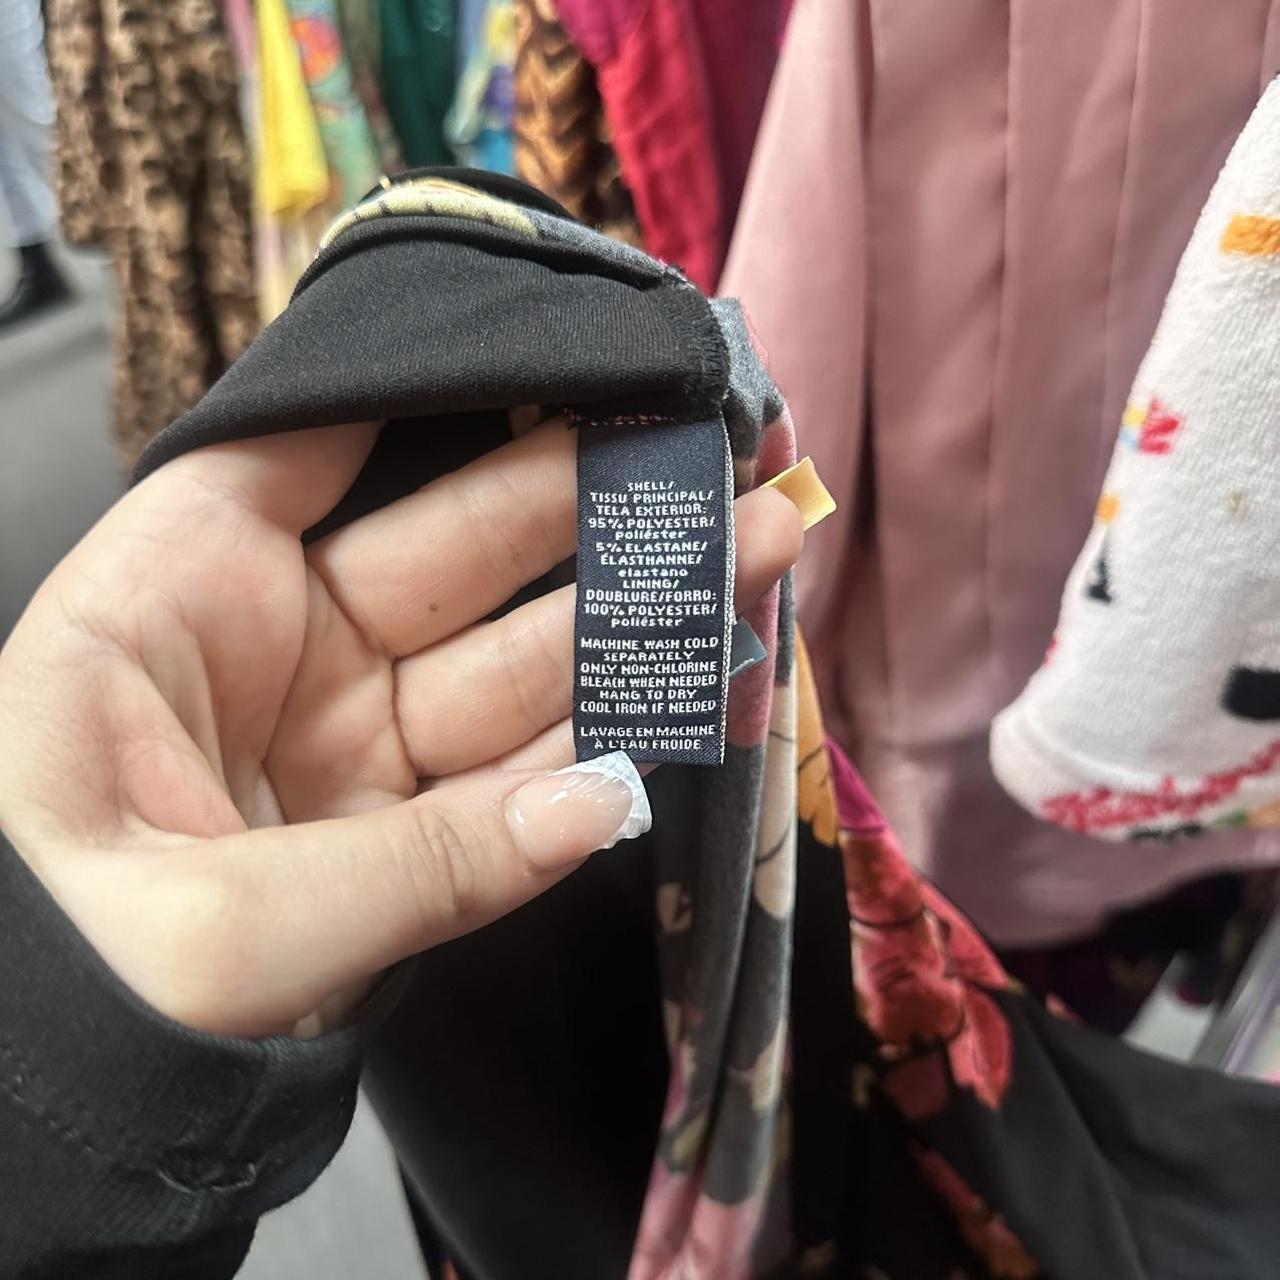 SHELL/
TISSU PRINCIPAL/
TELA EXTERIOR:
95% POLYESTER/
poliéster
5% ELASTANE/
ÉLASTHANNE/
elastano
LINING/
DOUBLURE/FORRO:
100% POLYESTER/
poliéster
MACHINE WASH COLD
SEPARATELY
ONLY NON-CHLORINE
BLEACH WHEN NEEDED
HANG TO DRY
COOL IRON IF NEEDED
LAVAGE EN MACHINE
À L'EAU FROIDE